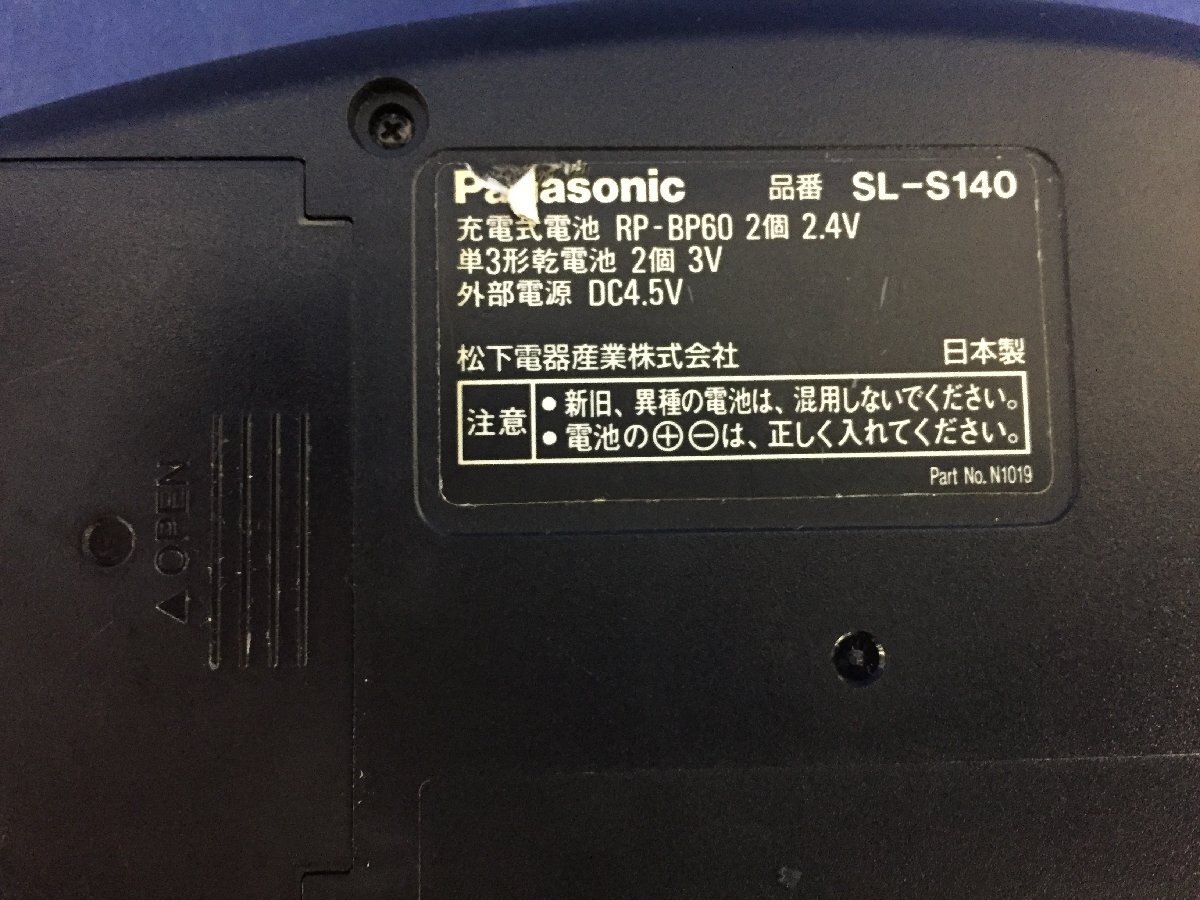 Panasonic 品番 SL-S140
充電式電池 RP-BP60 2個 2.4V
単3形乾電池 2個 3V
外部電源 DC4.5V
松下電器産業株式会社 日本製
注意
● 新旧、異種の電池は、混用しないでください。
● 電池の⊕⊖は、正しく入れてください。
Part No. N1019
▲ OPEN